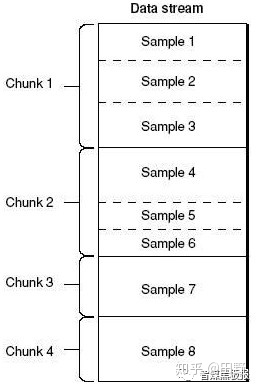 Data stream
Chunk 1
Sample 1
Sample 2
Sample 3
Chunk 2
Sample 4
Sample 5
Sample 6
Chunk 3
Sample 7
Chunk 4
Sample 8
知乎